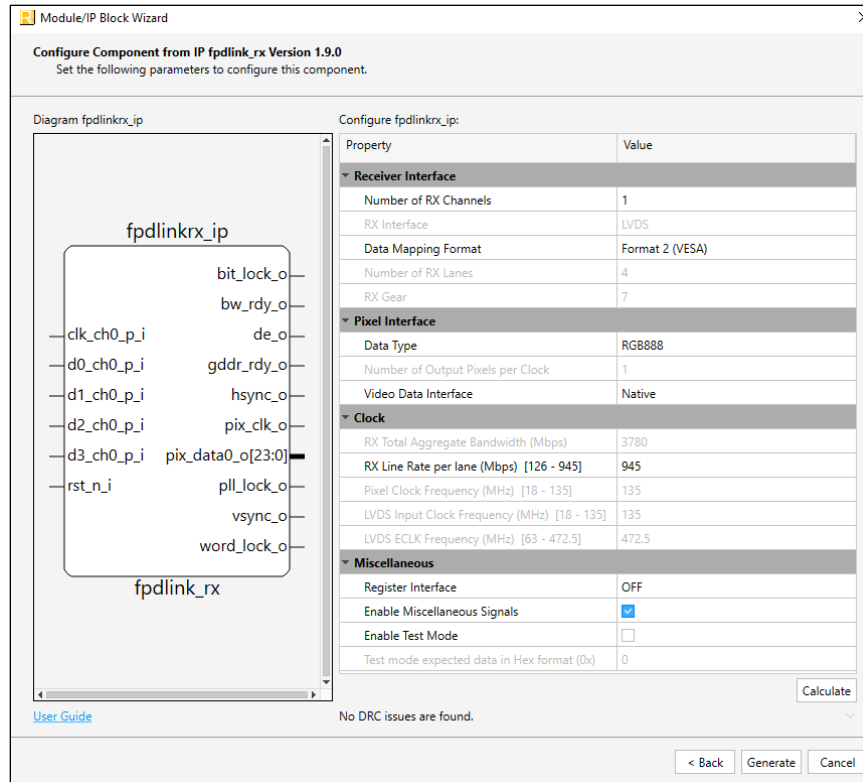 Module/IP Block Wizard
Configure Component from IP fpdlink_rx Version 1.9.0
Set the following parameters to configure this component.
Diagram fpdlinkrx_ip
fpdlinkrx_ip
bit_lock_o
bw_rdy_o
clk_ch0_p_i de_o
d0_ch0_p_i gddr_rdy_o
d1_ch0_p_i hsync_o
d2_ch0_p_i pix_clk_o
d3_ch0_p_i pix_data0_o[23:0]
rst_n_i pll_lock_o
vsync_o
word_lock_o
fpdlink_rx
User Guide
Configure fpdlinkrx_ip:
Property Value
Receiver Interface
Number of RX Channels 1
RX Interface LVDS
Data Mapping Format Format 2 (VESA)
Number of RX Lanes 4
RX Gear 7
Pixel Interface
Data Type RGB888
Number of Output Pixels per Clock 1
Video Data Interface Native
Clock
RX Total Aggregate Bandwidth (Mbps) 3780
RX Line Rate per lane (Mbps) [126 - 945] 945
Pixel Clock Frequency (MHz) [18 - 135] 135
LVDS Input Clock Frequency (MHz) [18 - 135] 135
LVDS ECLK Frequency (MHz) [63 - 472.5] 472.5
Miscellaneous
Register Interface OFF
Enable Miscellaneous Signals
Enable Test Mode
Test mode expected data in Hex format (0x) 0
Calculate
No DRC issues are found.
< Back Generate Cancel